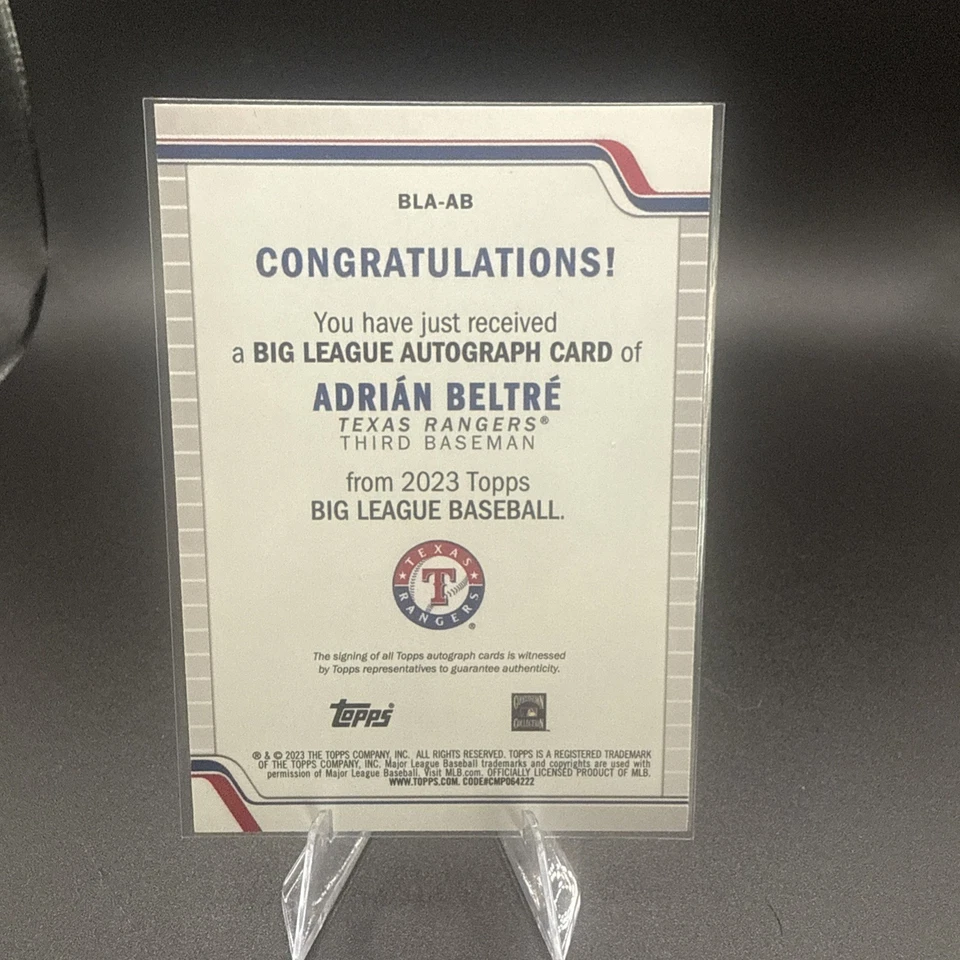 BLA-AB
CONGRATULATIONS!
You have just received
a BIG LEAGUE AUTOGRAPH CARD of
ADRIÁN BELTRÉ
TEXAS RANGERS®
THIRD BASEMAN
from 2023 Topps
BIG LEAGUE BASEBALL.
TEXAS
T
RANGERS
®
The signing of all Topps autograph cards is witnessed
by Topps representatives to guarantee authenticity.
Topps®
COOPERSTOWN
COLLECTION
® & © 2023 THE TOPPS COMPANY, INC. ALL RIGHTS RESERVED. TOPPS IS A REGISTERED TRADEMARK
OF THE TOPPS COMPANY, INC. Major League Baseball trademarks and copyrights are used with
permission of Major League Baseball. Visit MLB.com. OFFICIALLY LICENSED PRODUCT OF MLB.
WWW.TOPPS.COM. CODE#CMP064222